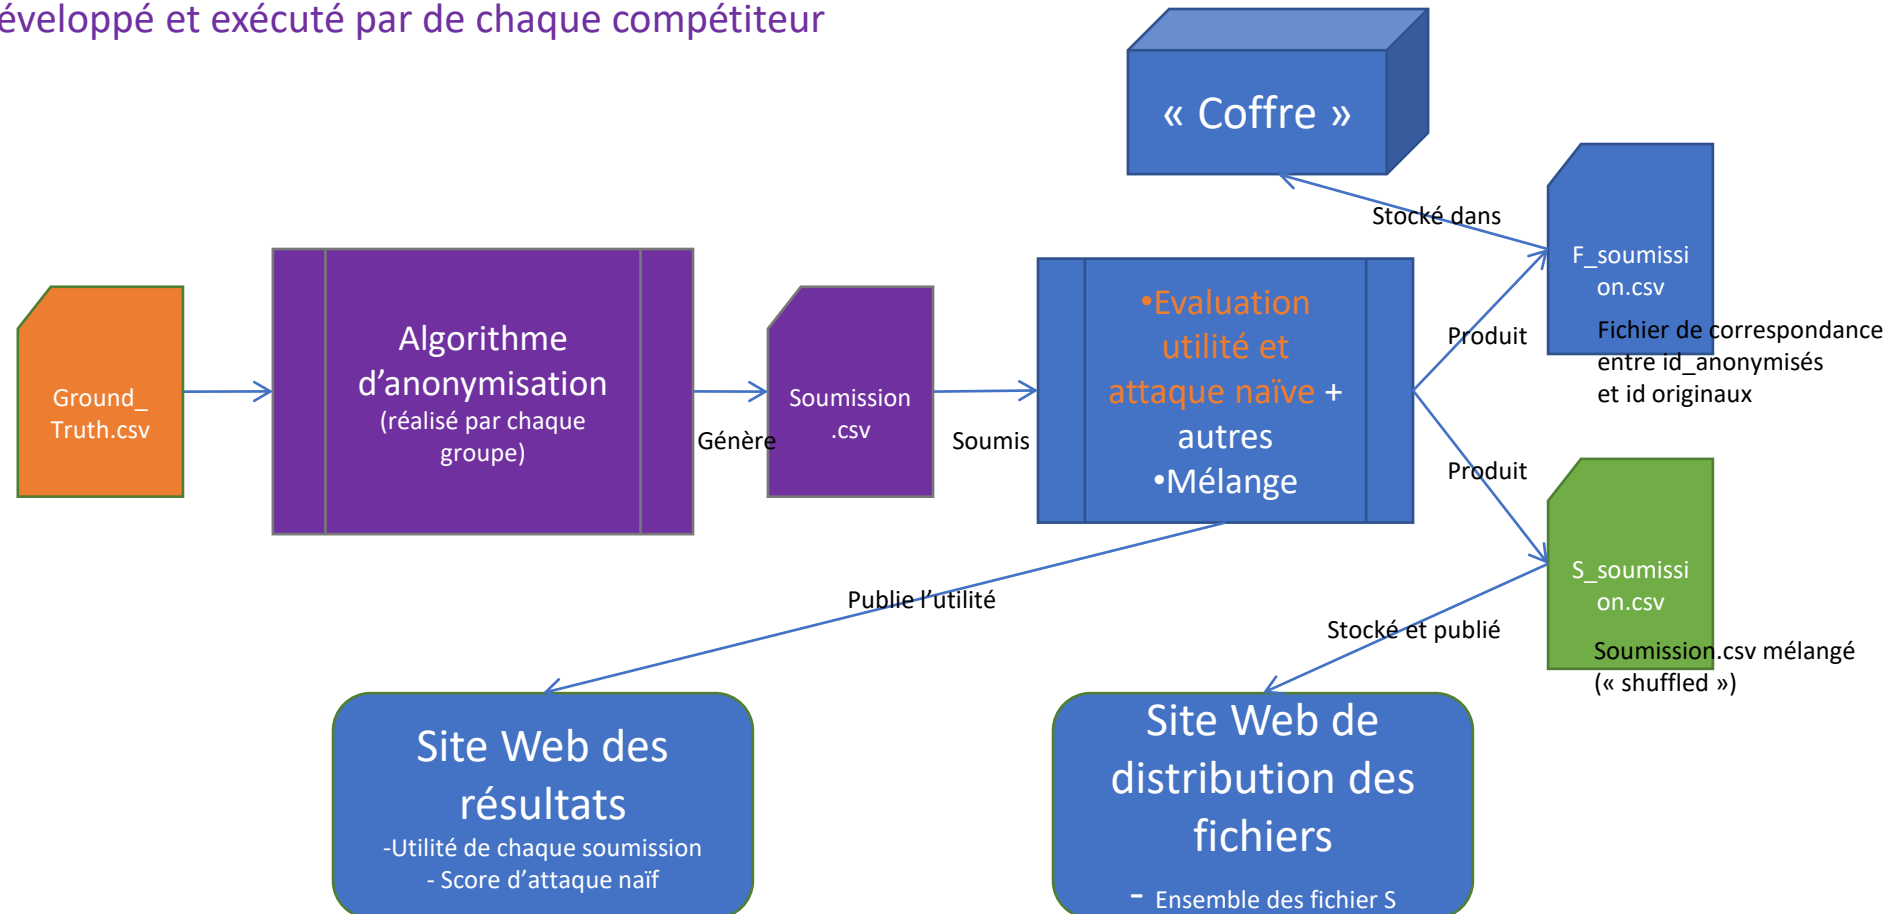 éveloppé et exécuté par de chaque compétiteur
« Coffre »
Stocké dans
F_soumissi
on.csv
Fichier de correspondance
entre id_anonymisés
et id originaux
Produit
Ground_
Truth.csv
Algorithme
d’anonymisation
(réalisé par chaque
groupe)
Génère
Soumission
.csv
Soumis
•Evaluation
utilité et
attaque naïve +
autres
•Mélange
Produit
S_soumissi
on.csv
Soumission.csv mélangé
(« shuffled »)
Publie l’utilité
Stocké et publié
Site Web des
résultats
-Utilité de chaque soumission
- Score d’attaque naïf
Site Web de
distribution des
fichiers
- Ensemble des fichier S